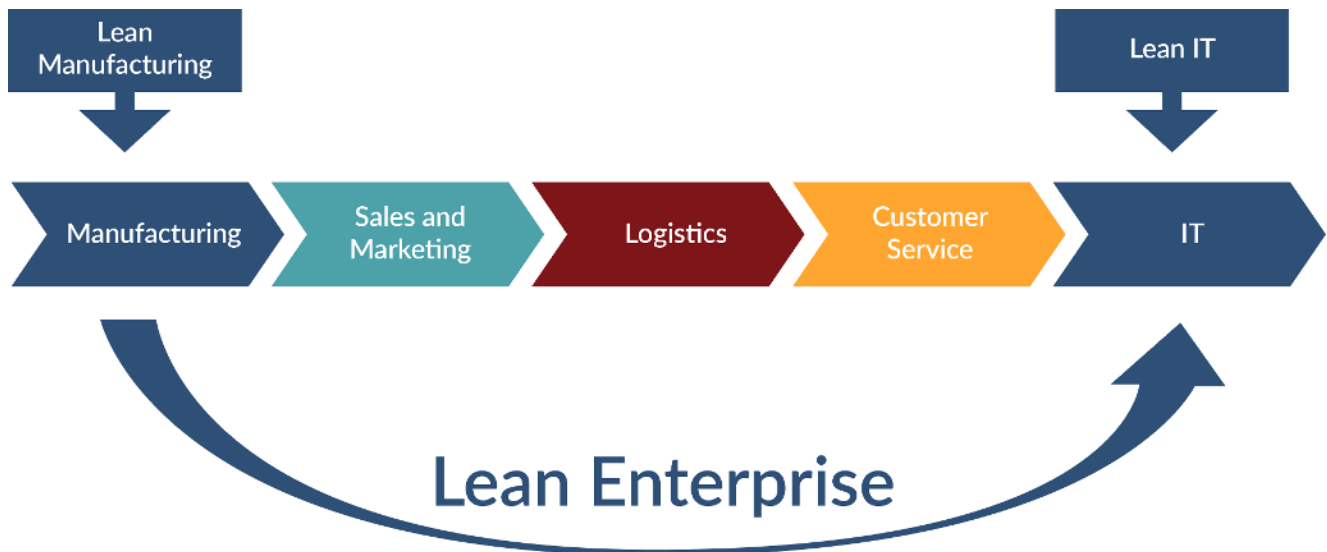 Lean
Manufacturing
Lean IT
Manufacturing
Sales and
Marketing
Logistics
Customer
Service
IT
Lean Enterprise